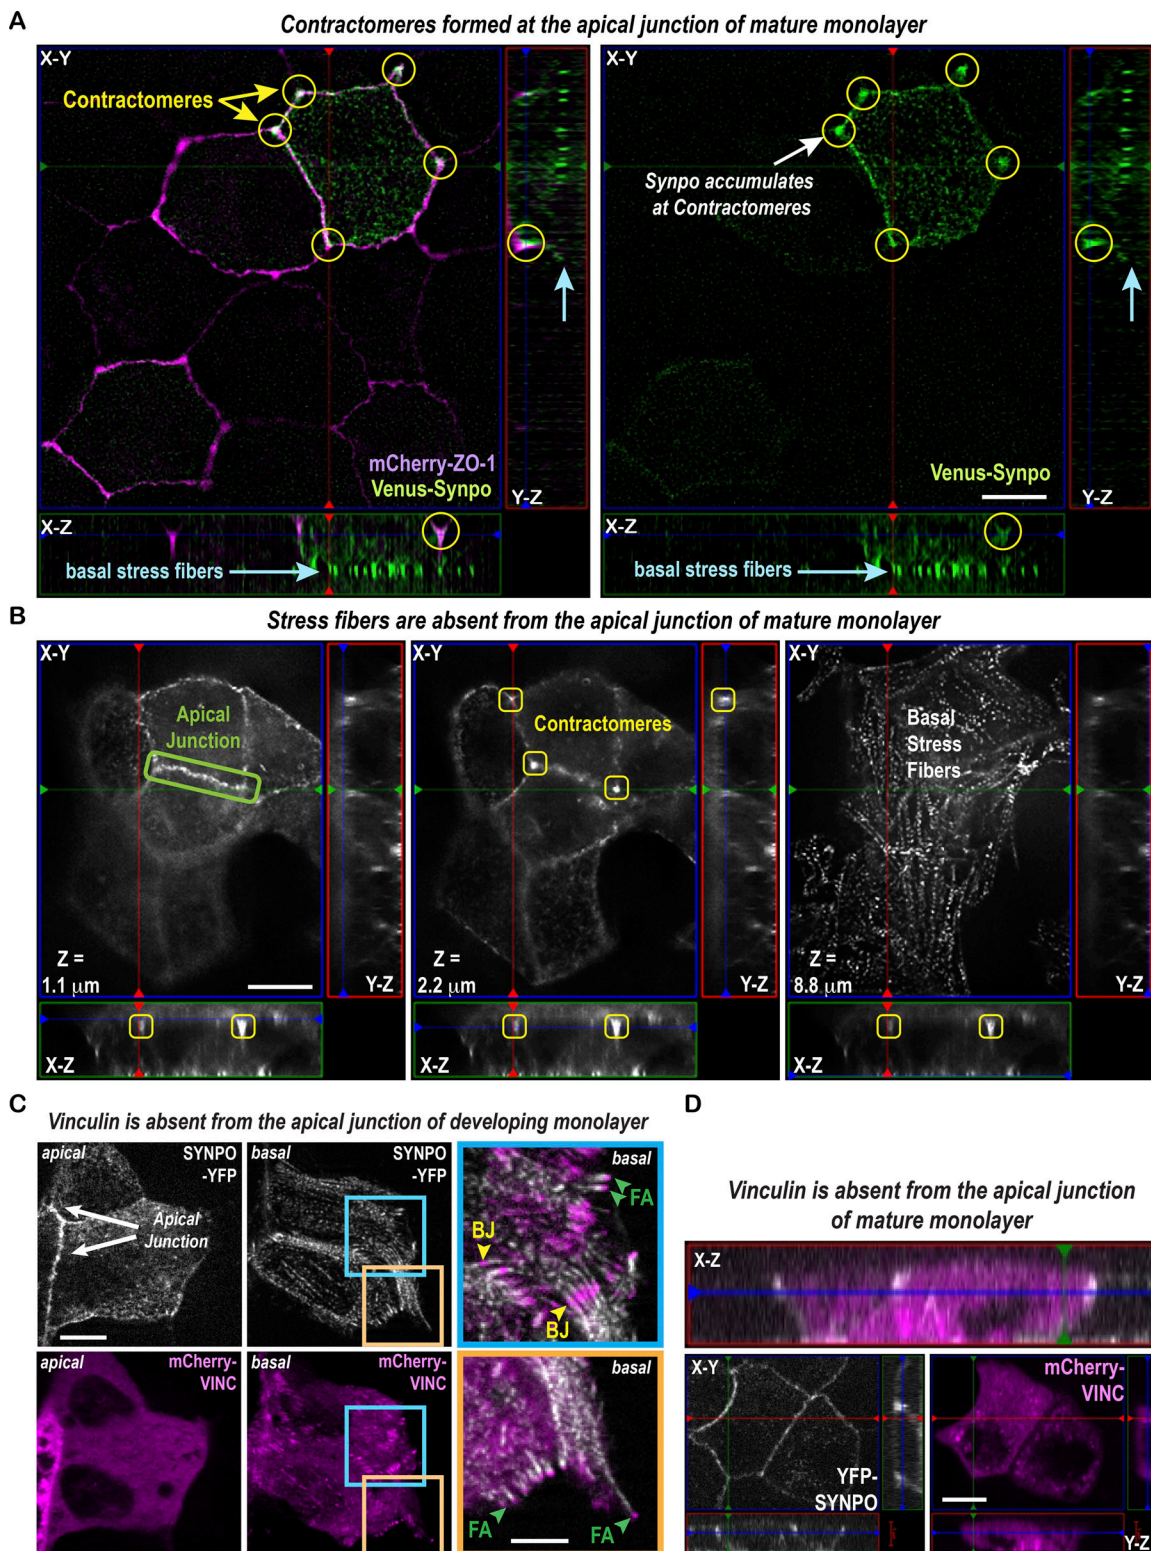 A
Contractomeres formed at the apical junction of mature monolayer
X-Y
Contractomeres
mCherry-ZO-1
Venus-Synpo
Y-Z
X-Z
basal stress fibers
X-Y
Synpo accumulates
at Contractomeres
Venus-Synpo
Y-Z
X-Z
basal stress fibers
B
Stress fibers are absent from the apical junction of mature monolayer
X-Y
Apical
Junction
Z =
1.1 μm
Y-Z
X-Z
X-Y
Contractomeres
Z =
2.2 μm
Y-Z
X-Z
X-Y
Basal
Stress
Fibers
Z =
8.8 μm
Y-Z
X-Z
C
Vinculin is absent from the apical junction of developing monolayer
apical
SYNPO
-YFP
Apical
Junction
basal
SYNPO
-YFP
basal
FA
BJ
BJ
apical
mCherry-
VINC
basal
mCherry-
VINC
basal
FA
FA
D
Vinculin is absent from the apical junction
of mature monolayer
X-Z
X-Y
YFP-
SYNPO
mCherry-
VINC
Y-Z